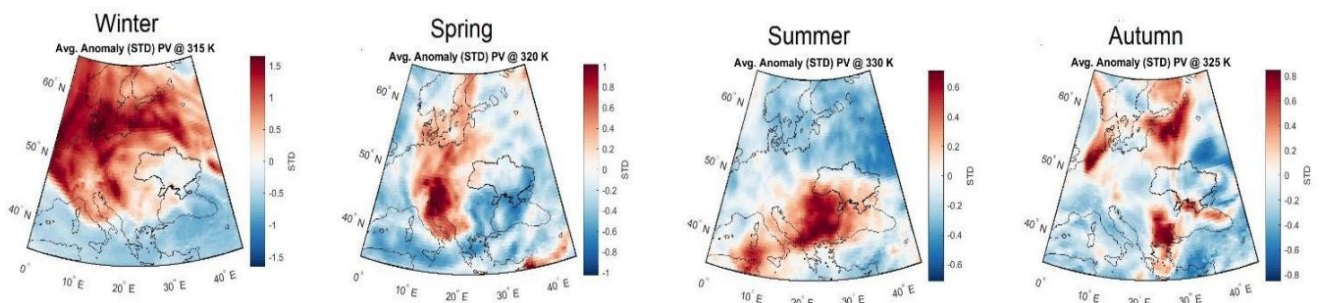 Winter
Avg. Anomaly (STD) PV @ 315 K
60° N
50° N
40° N
0°
10° E
20° E
30° E
40° E
1.5
1
0.5
0
-0.5
-1
-1.5
STD
Spring
Avg. Anomaly (STD) PV @ 320 K
60° N
50° N
40° N
0°
10° E
20° E
30° E
40° E
1
0.8
0.6
0.4
0.2
0
-0.2
-0.4
-0.6
-0.8
-1
STD
Summer
Avg. Anomaly (STD) PV @ 330 K
60° N
50° N
40° N
10° E
20° E
30° E
40° E
0.6
0.4
0.2
0
-0.2
-0.4
-0.6
STD
Autumn
Avg. Anomaly (STD) PV @ 325 K
60° N
50° N
40° N
0°
10° E
20° E
30° E
40° E
0.8
0.6
0.4
0.2
0
-0.2
-0.4
-0.6
-0.8
STD